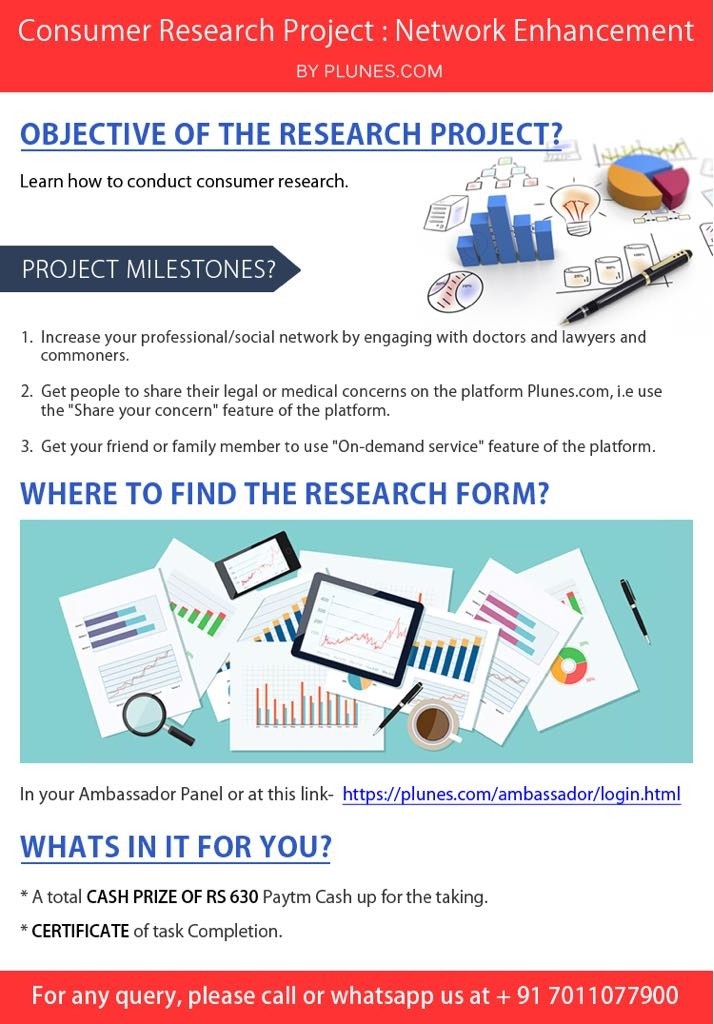 Consumer Research Project : Network Enhancement
BY PLUNES.COM
OBJECTIVE OF THE RESEARCH PROJECT?
Learn how to conduct consumer research.
PROJECT MILESTONES?
1. Increase your professional/social network by engaging with doctors and lawyers and
commoners.
2. Get people to share their legal or medical concerns on the platform Plunes.com, i.e use
the "Share your concern" feature of the platform.
3. Get your friend or family member to use "On-demand service" feature of the platform.
WHERE TO FIND THE RESEARCH FORM?
In your Ambassador Panel or at this link- https://plunes.com/ambassador/login.html
WHATS IN IT FOR YOU?
* A total CASH PRIZE OF RS 630 Paytm Cash up for the taking.
* CERTIFICATE of task Completion.
For any query, please call or whatsapp us at + 91 7011077900